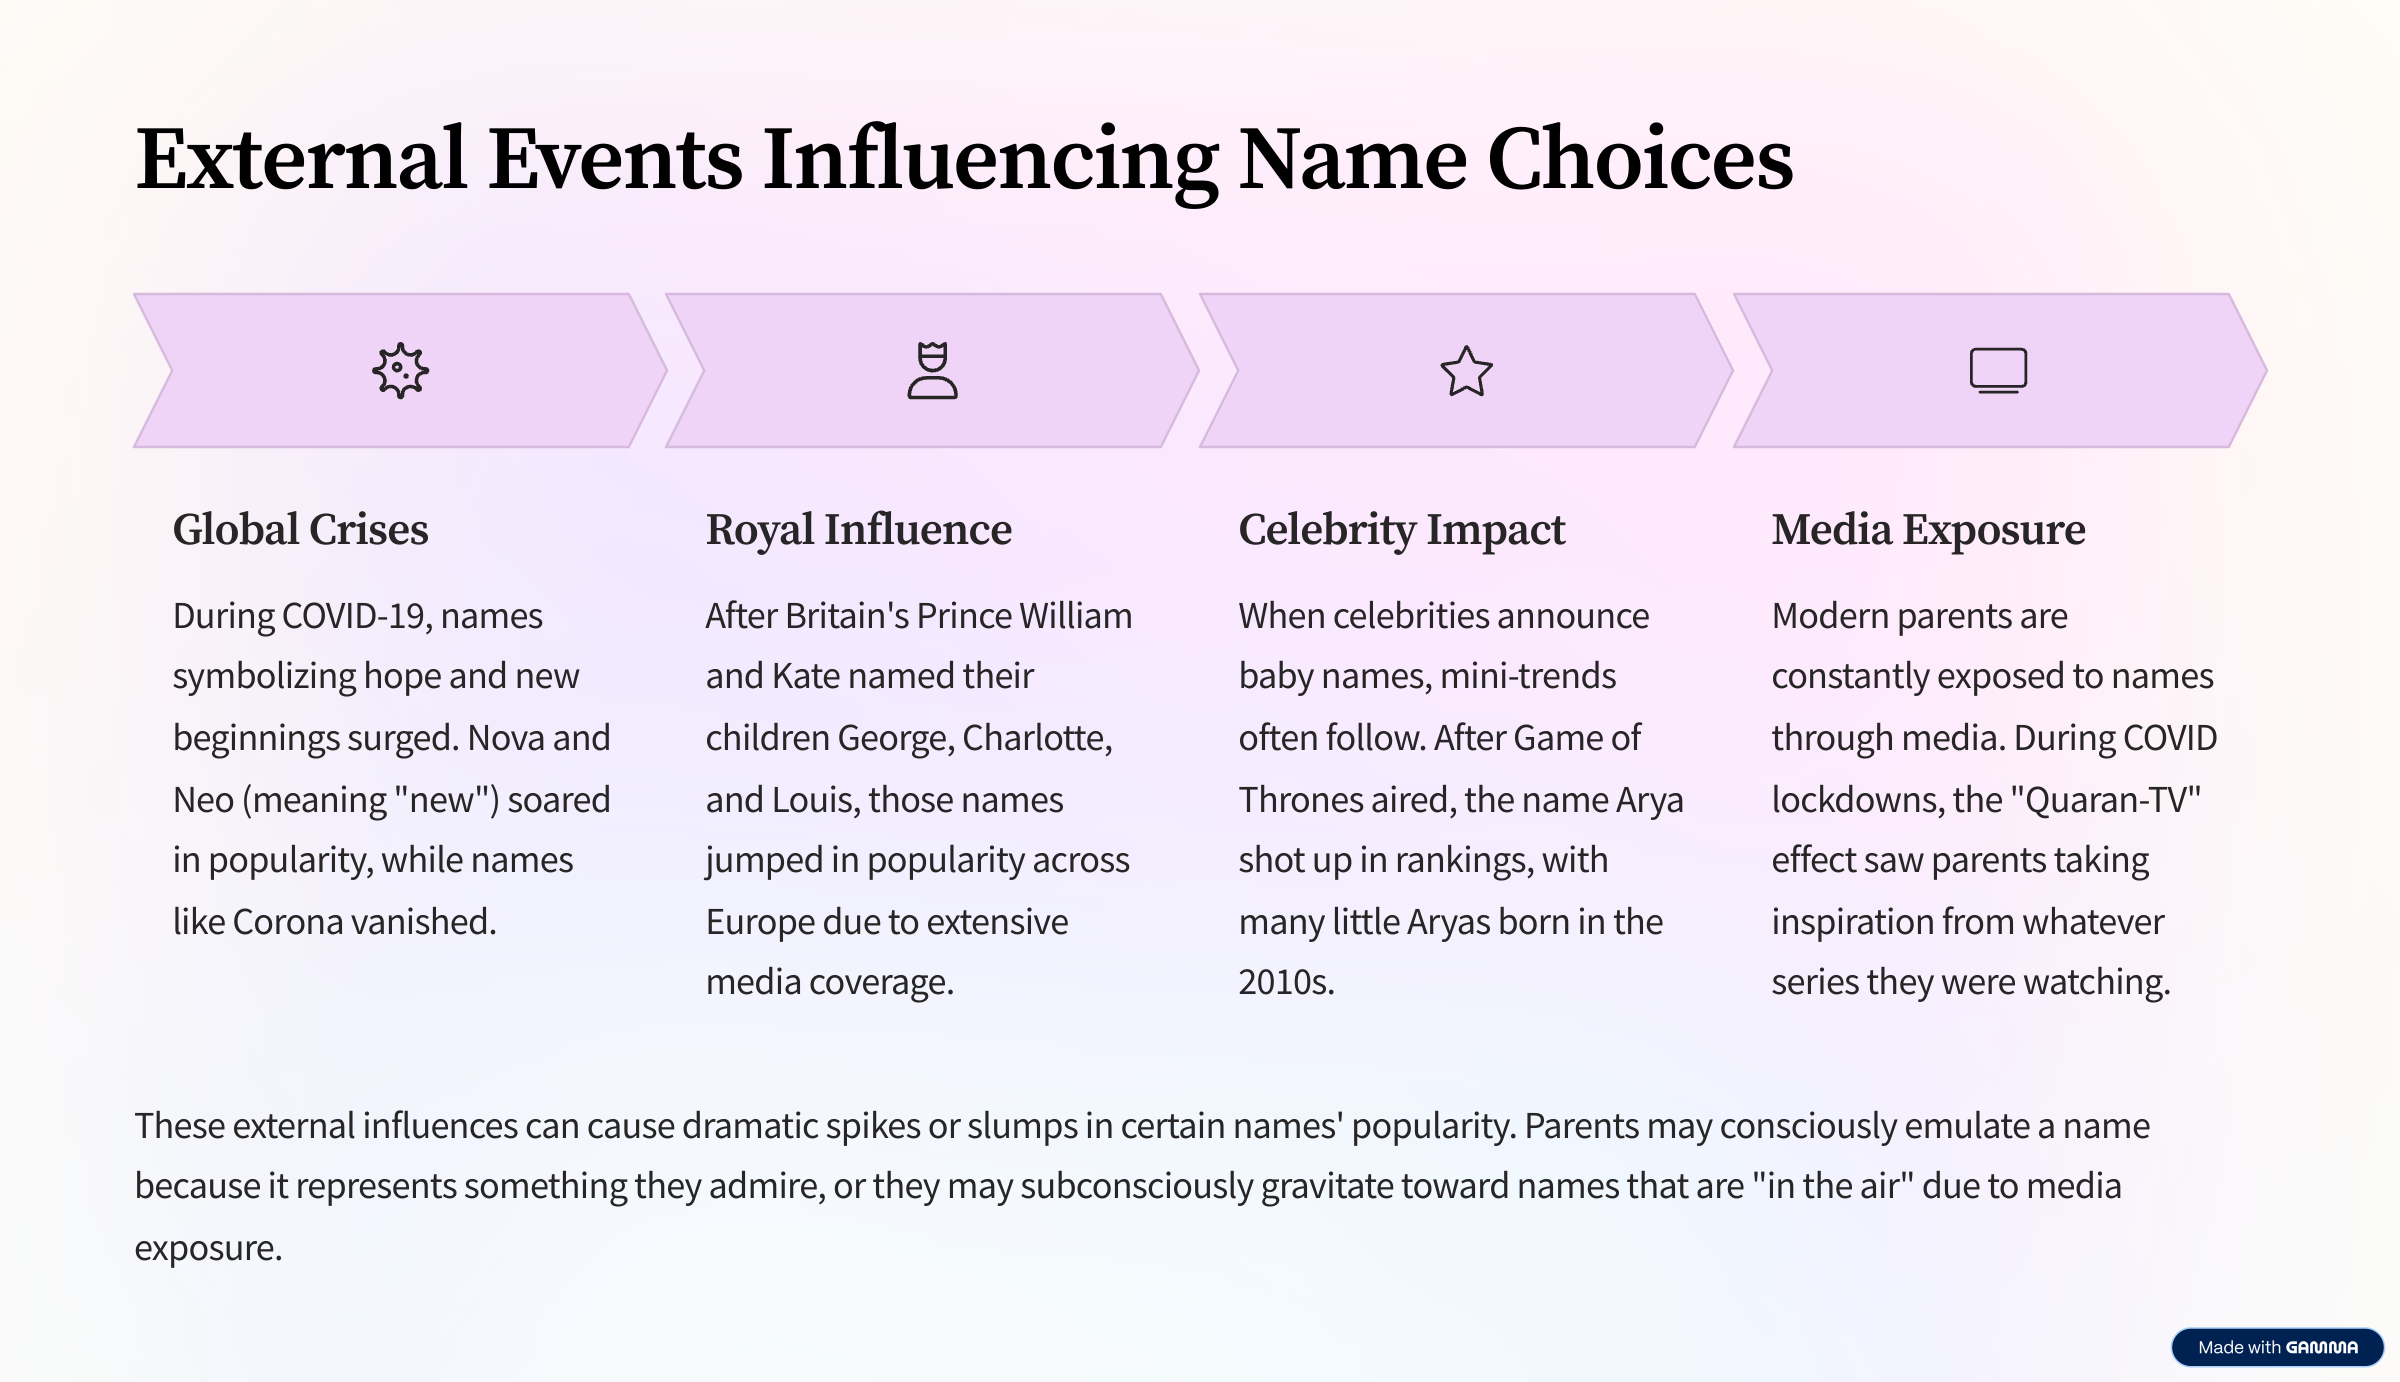 External Events Influencing Name Choices
Global Crises
During COVID-19, names
symbolizing hope and new
beginnings surged. Nova and
Neo (meaning "new") soared
in popularity, while names
like Corona vanished.
Royal Influence
After Britain's Prince William
and Kate named their
children George, Charlotte,
and Louis, those names
jumped in popularity across
Europe due to extensive
media coverage.
Celebrity Impact
When celebrities announce
baby names, mini-trends
often follow. After Game of
Thrones aired, the name Arya
shot up in rankings, with
many little Aryas born in the
2010s.
Media Exposure
Modern parents are
constantly exposed to names
through media. During COVID
lockdowns, the "Quaran-TV"
effect saw parents taking
inspiration from whatever
series they were watching.
These external influences can cause dramatic spikes or slumps in certain names' popularity. Parents may consciously emulate a name
because it represents something they admire, or they may subconsciously gravitate toward names that are "in the air" due to media
exposure.
Made with GAMMA